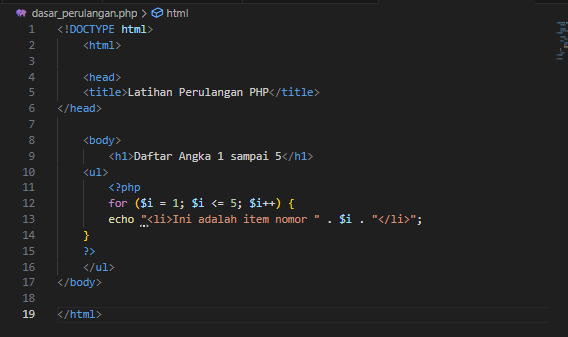 dasar_perulangan.php > html
1 <!DOCTYPE html>
2     <html>
3
4     <head>
5     <title>Latihan Perulangan PHP</title>
6 </head>
7
8     <body>
9         <h1>Daftar Angka 1 sampai 5</h1>
10     <ul>
11         <?php
12         for ($i = 1; $i <= 5; $i++) {
13         echo "<li>Ini adalah item nomor " . $i . "</li>";
14     }
15     ?>
16     </ul>
17 </body>
18
19 </html>